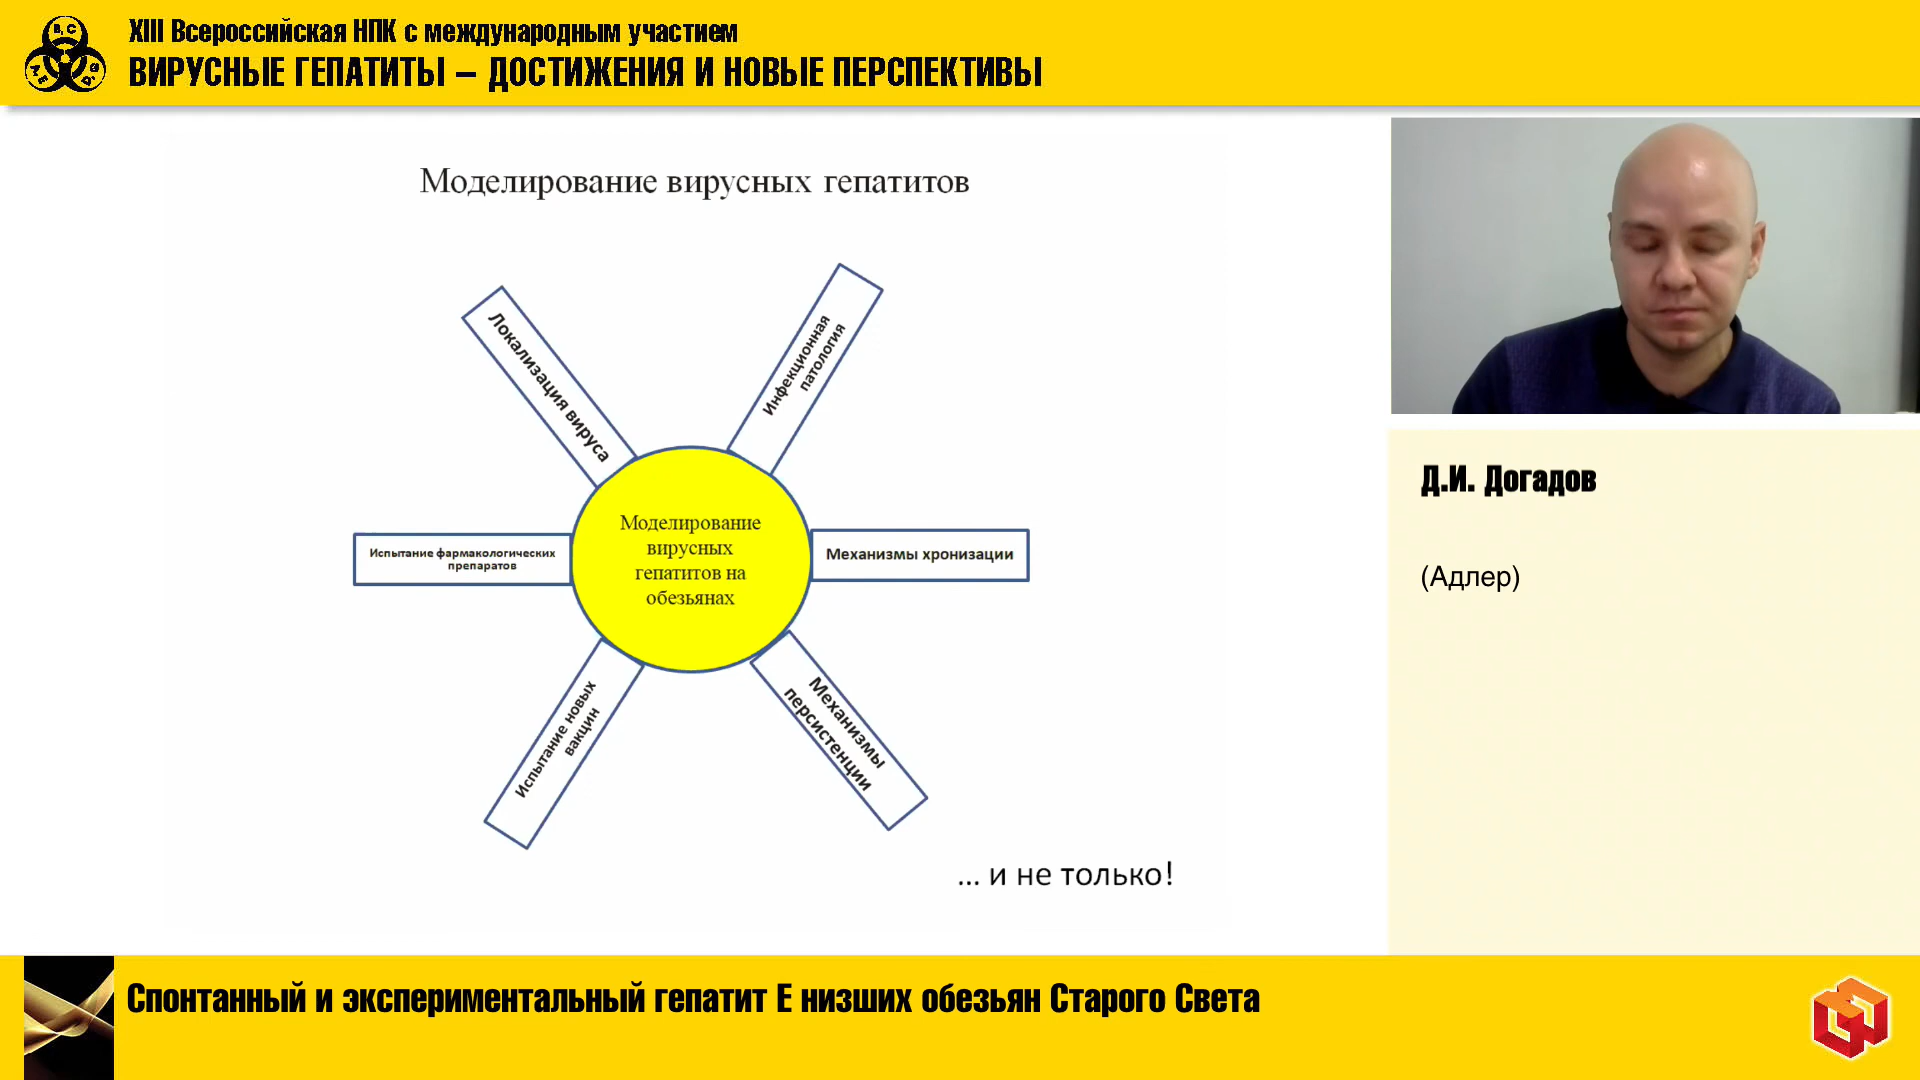 XIII Всероссийская НПК с международным участием
ВИРУСНЫЕ ГЕПАТИТЫ – ДОСТИЖЕНИЯ И НОВЫЕ ПЕРСПЕКТИВЫ
B, C
Моделирование вирусных гепатитов
Локализация вируса
Инфекционная
патология
Испытание фармакологических
препаратов
Моделирование
вирусных
гепатитов на
обезьянах
Механизмы хронизации
Испытание новых
вакцин
Механизмы
персистенции
... и не только!
Д.И. Догадов
(Адлер)
Спонтанный и экспериментальный гепатит Е низших обезьян Старого Света